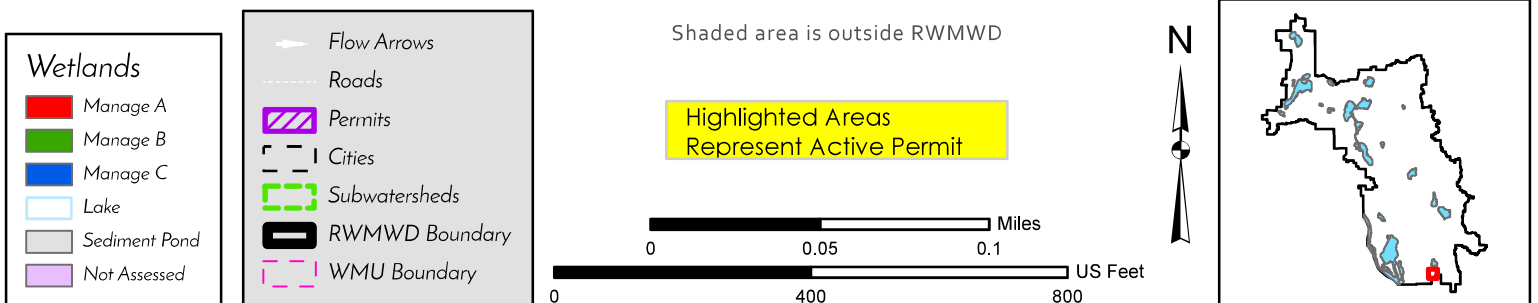 Wetlands
Manage A
Manage B
Manage C
Lake
Sediment Pond
Not Assessed
Flow Arrows
Roads
Permits
Cities
Subwatersheds
RWMWD Boundary
WMU Boundary
Shaded area is outside RWMWD
Highlighted Areas
Represent Active Permit
Miles
0 0.05 0.1
US Feet
0 400 800
N